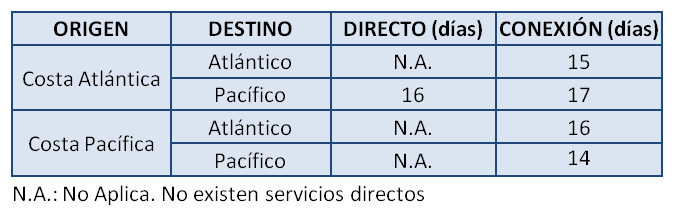 ORIGEN DESTINO DIRECTO (días) CONEXIÓN (días)
Costa Atlántica Atlántico N.A. 15
Pacífico 16 17
Costa Pacífica Atlántico N.A. 16
Pacífico N.A. 14
N.A.: No Aplica. No existen servicios directos